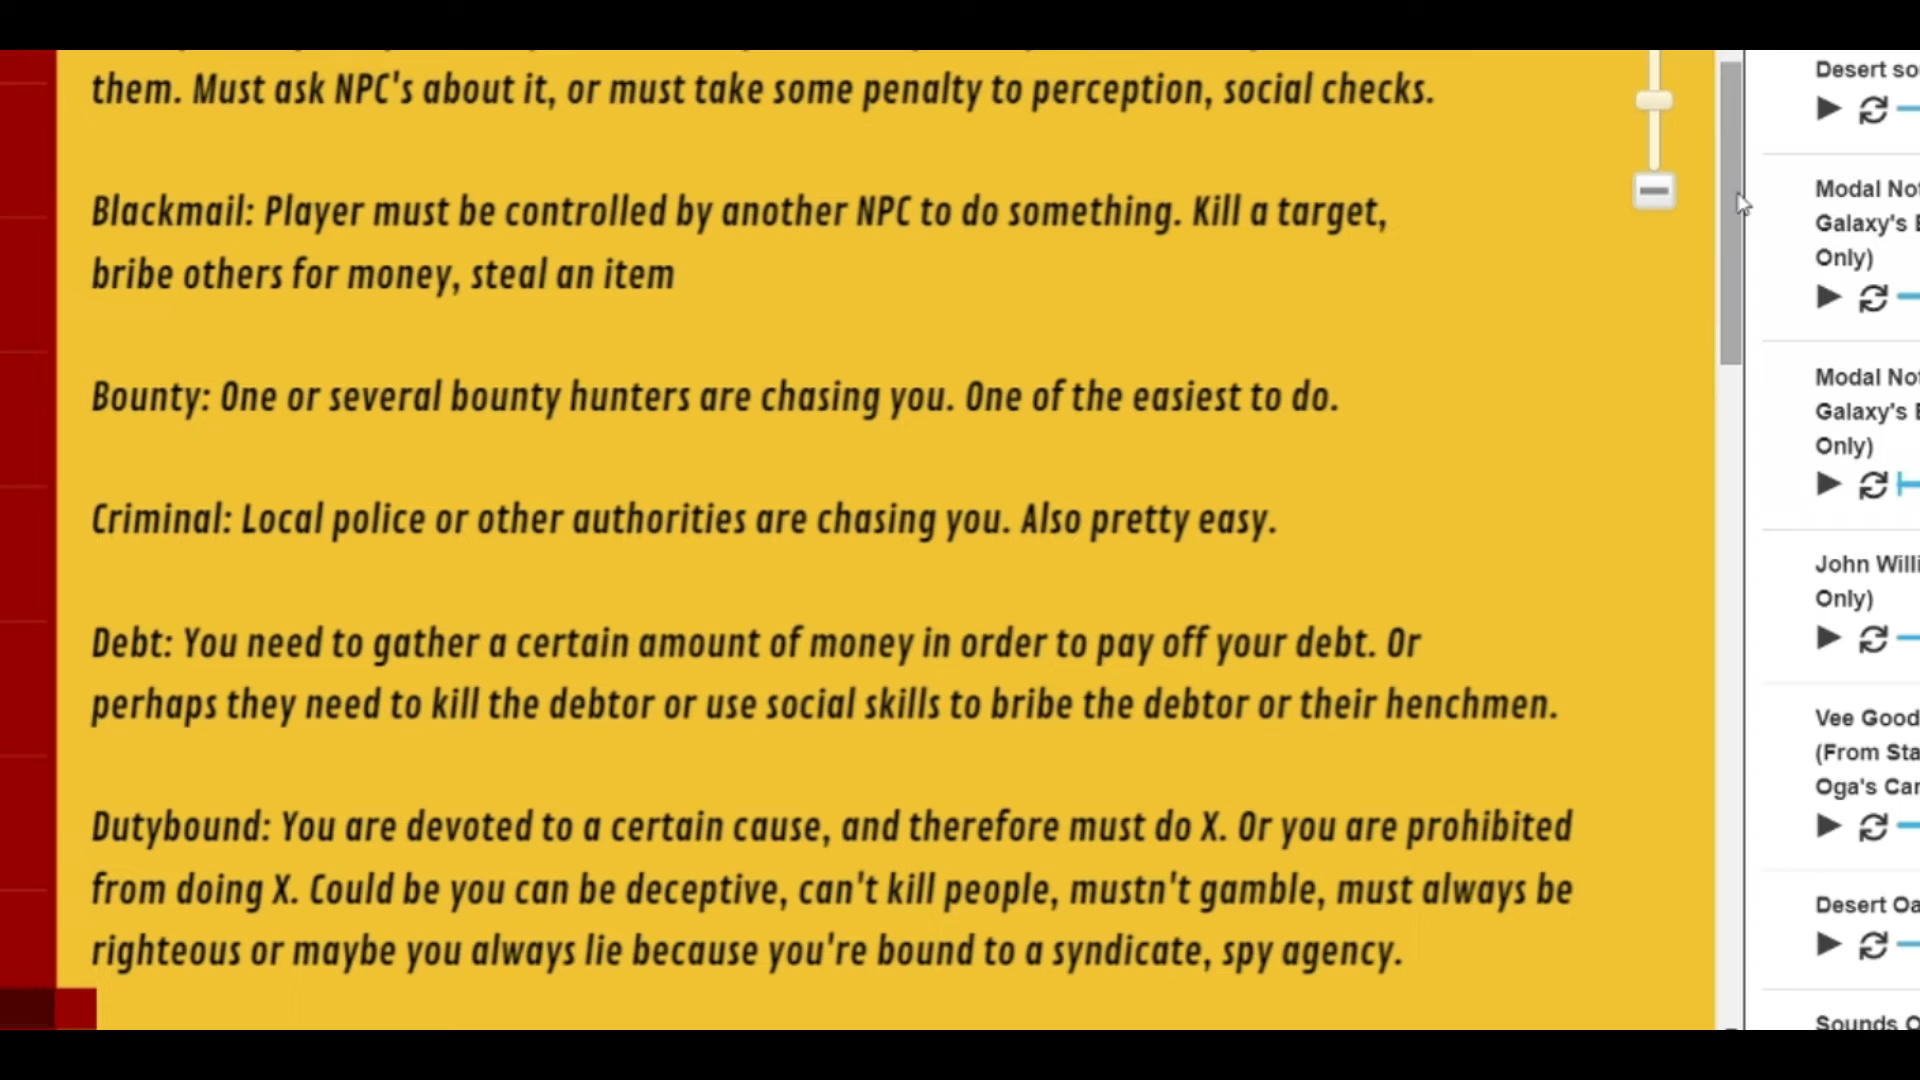 them. Must ask NPC's about it, or must take some penalty to perception, social checks.
Blackmail: Player must be controlled by another NPC to do something. Kill a target,
bribe others for money, steal an item
Bounty: One or several bounty hunters are chasing you. One of the easiest to do.
Criminal: Local police or other authorities are chasing you. Also pretty easy.
Debt: You need to gather a certain amount of money in order to pay off your debt. Or
perhaps they need to kill the debtor or use social skills to bribe the debtor or their henchmen.
Dutybound: You are devoted to a certain cause, and therefore must do X. Or you are prohibited
from doing X. Could be you can be deceptive, can't kill people, mustn't gamble, must always be
righteous or maybe you always lie because you're bound to a syndicate, spy agency.
Desert
Modal
Galaxy's
Only)
Modal
Galaxy's
Only)
John
Only)
Vee
(From
Oga's
Desert
Sounds